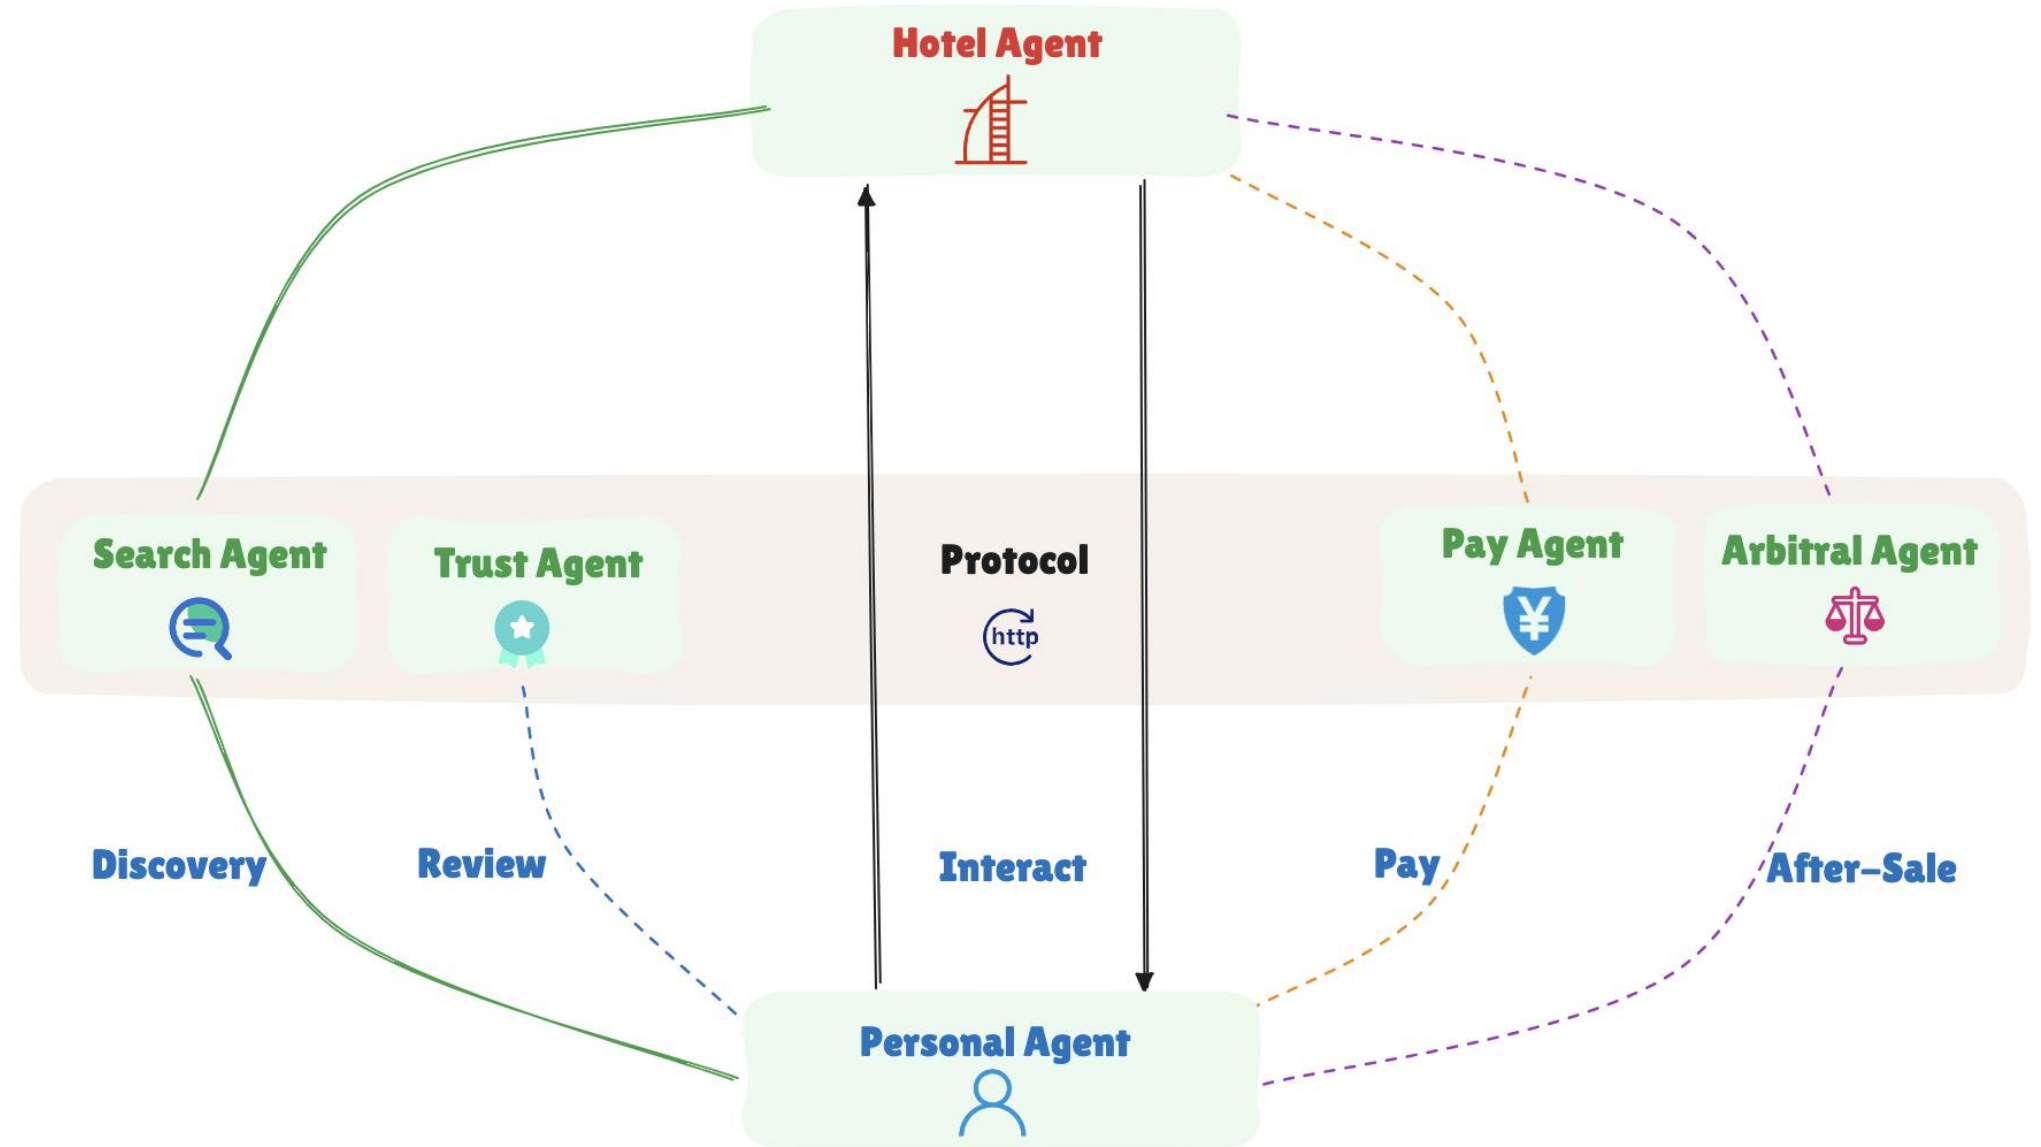 Hotel Agent
Search Agent
Trust Agent
Protocol
http
Pay Agent
¥
Arbitral Agent
Discovery
Review
Interact
Pay
After-Sale
Personal Agent